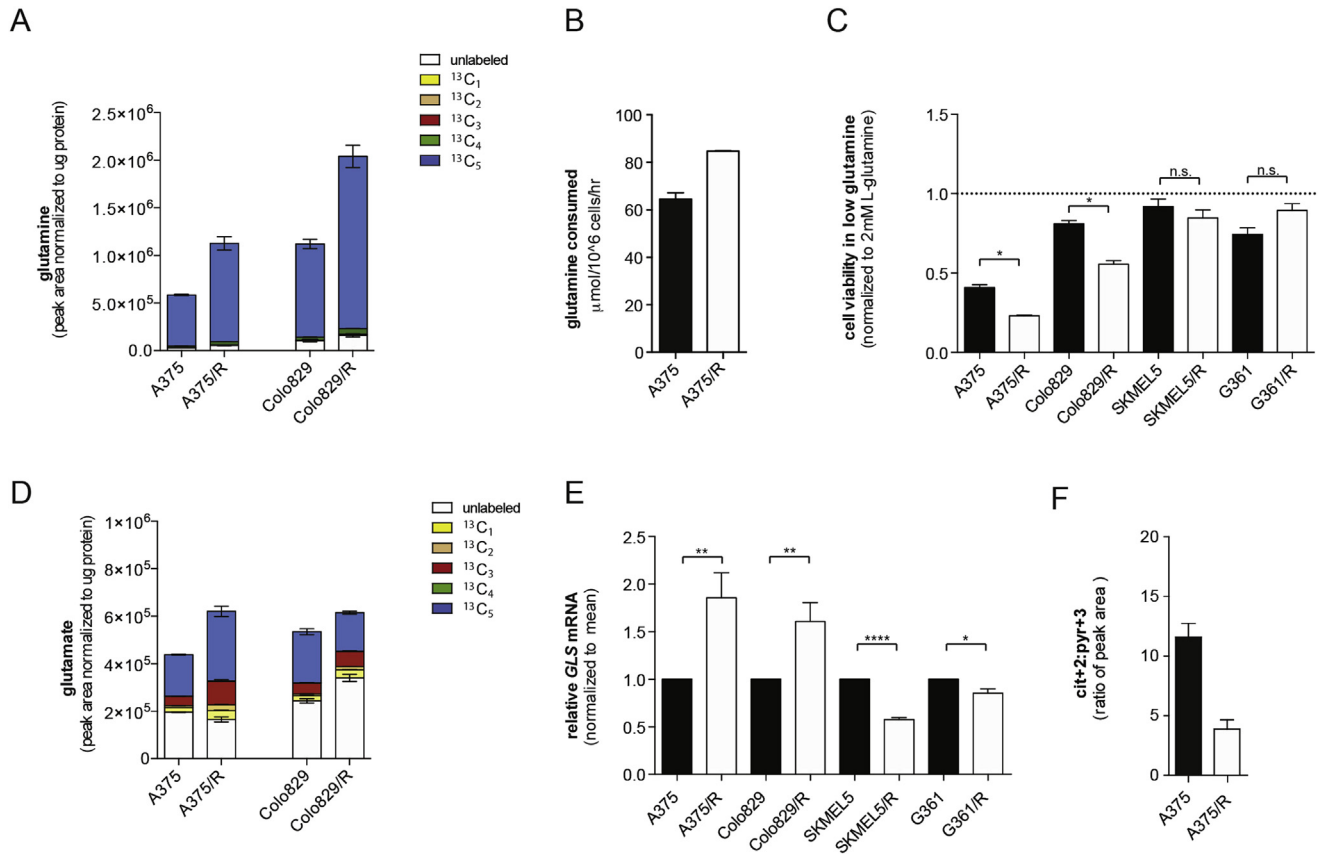 A
unlabeled
¹³C₁
¹³C₂
¹³C₃
¹³C₄
¹³C₅
glutamine
(peak area normalized to ug protein)
2.5×10⁶
2.0×10⁶
1.5×10⁶
1.0×10⁶
5.0×10⁵
0.0
A375
A375/R
Colo829
Colo829/R
B
glutamine consumed
μmol/10^6 cells/hr
100
80
60
40
20
0
A375
A375/R
C
cell viability in low glutamine
(normalized to 2mM L-glutamine)
1.5
1.0
0.5
0.0
*
*
n.s.
n.s.
A375
A375/R
Colo829
Colo829/R
SKMEL5
SKMEL5/R
G361
G361/R
D
unlabeled
¹³C₁
¹³C₂
¹³C₃
¹³C₄
¹³C₅
glutamate
(peak area normalized to ug protein)
1×10⁶
8×10⁵
6×10⁵
4×10⁵
2×10⁵
0
A375
A375/R
Colo829
Colo829/R
E
relative GLS mRNA
(normalized to mean)
2.5
2.0
1.5
1.0
0.5
0.0
**
**
****
*
A375
A375/R
Colo829
Colo829/R
SKMEL5
SKMEL5/R
G361
G361/R
F
cit+2:pyr+3
(ratio of peak area )
20
15
10
5
0
A375
A375/R